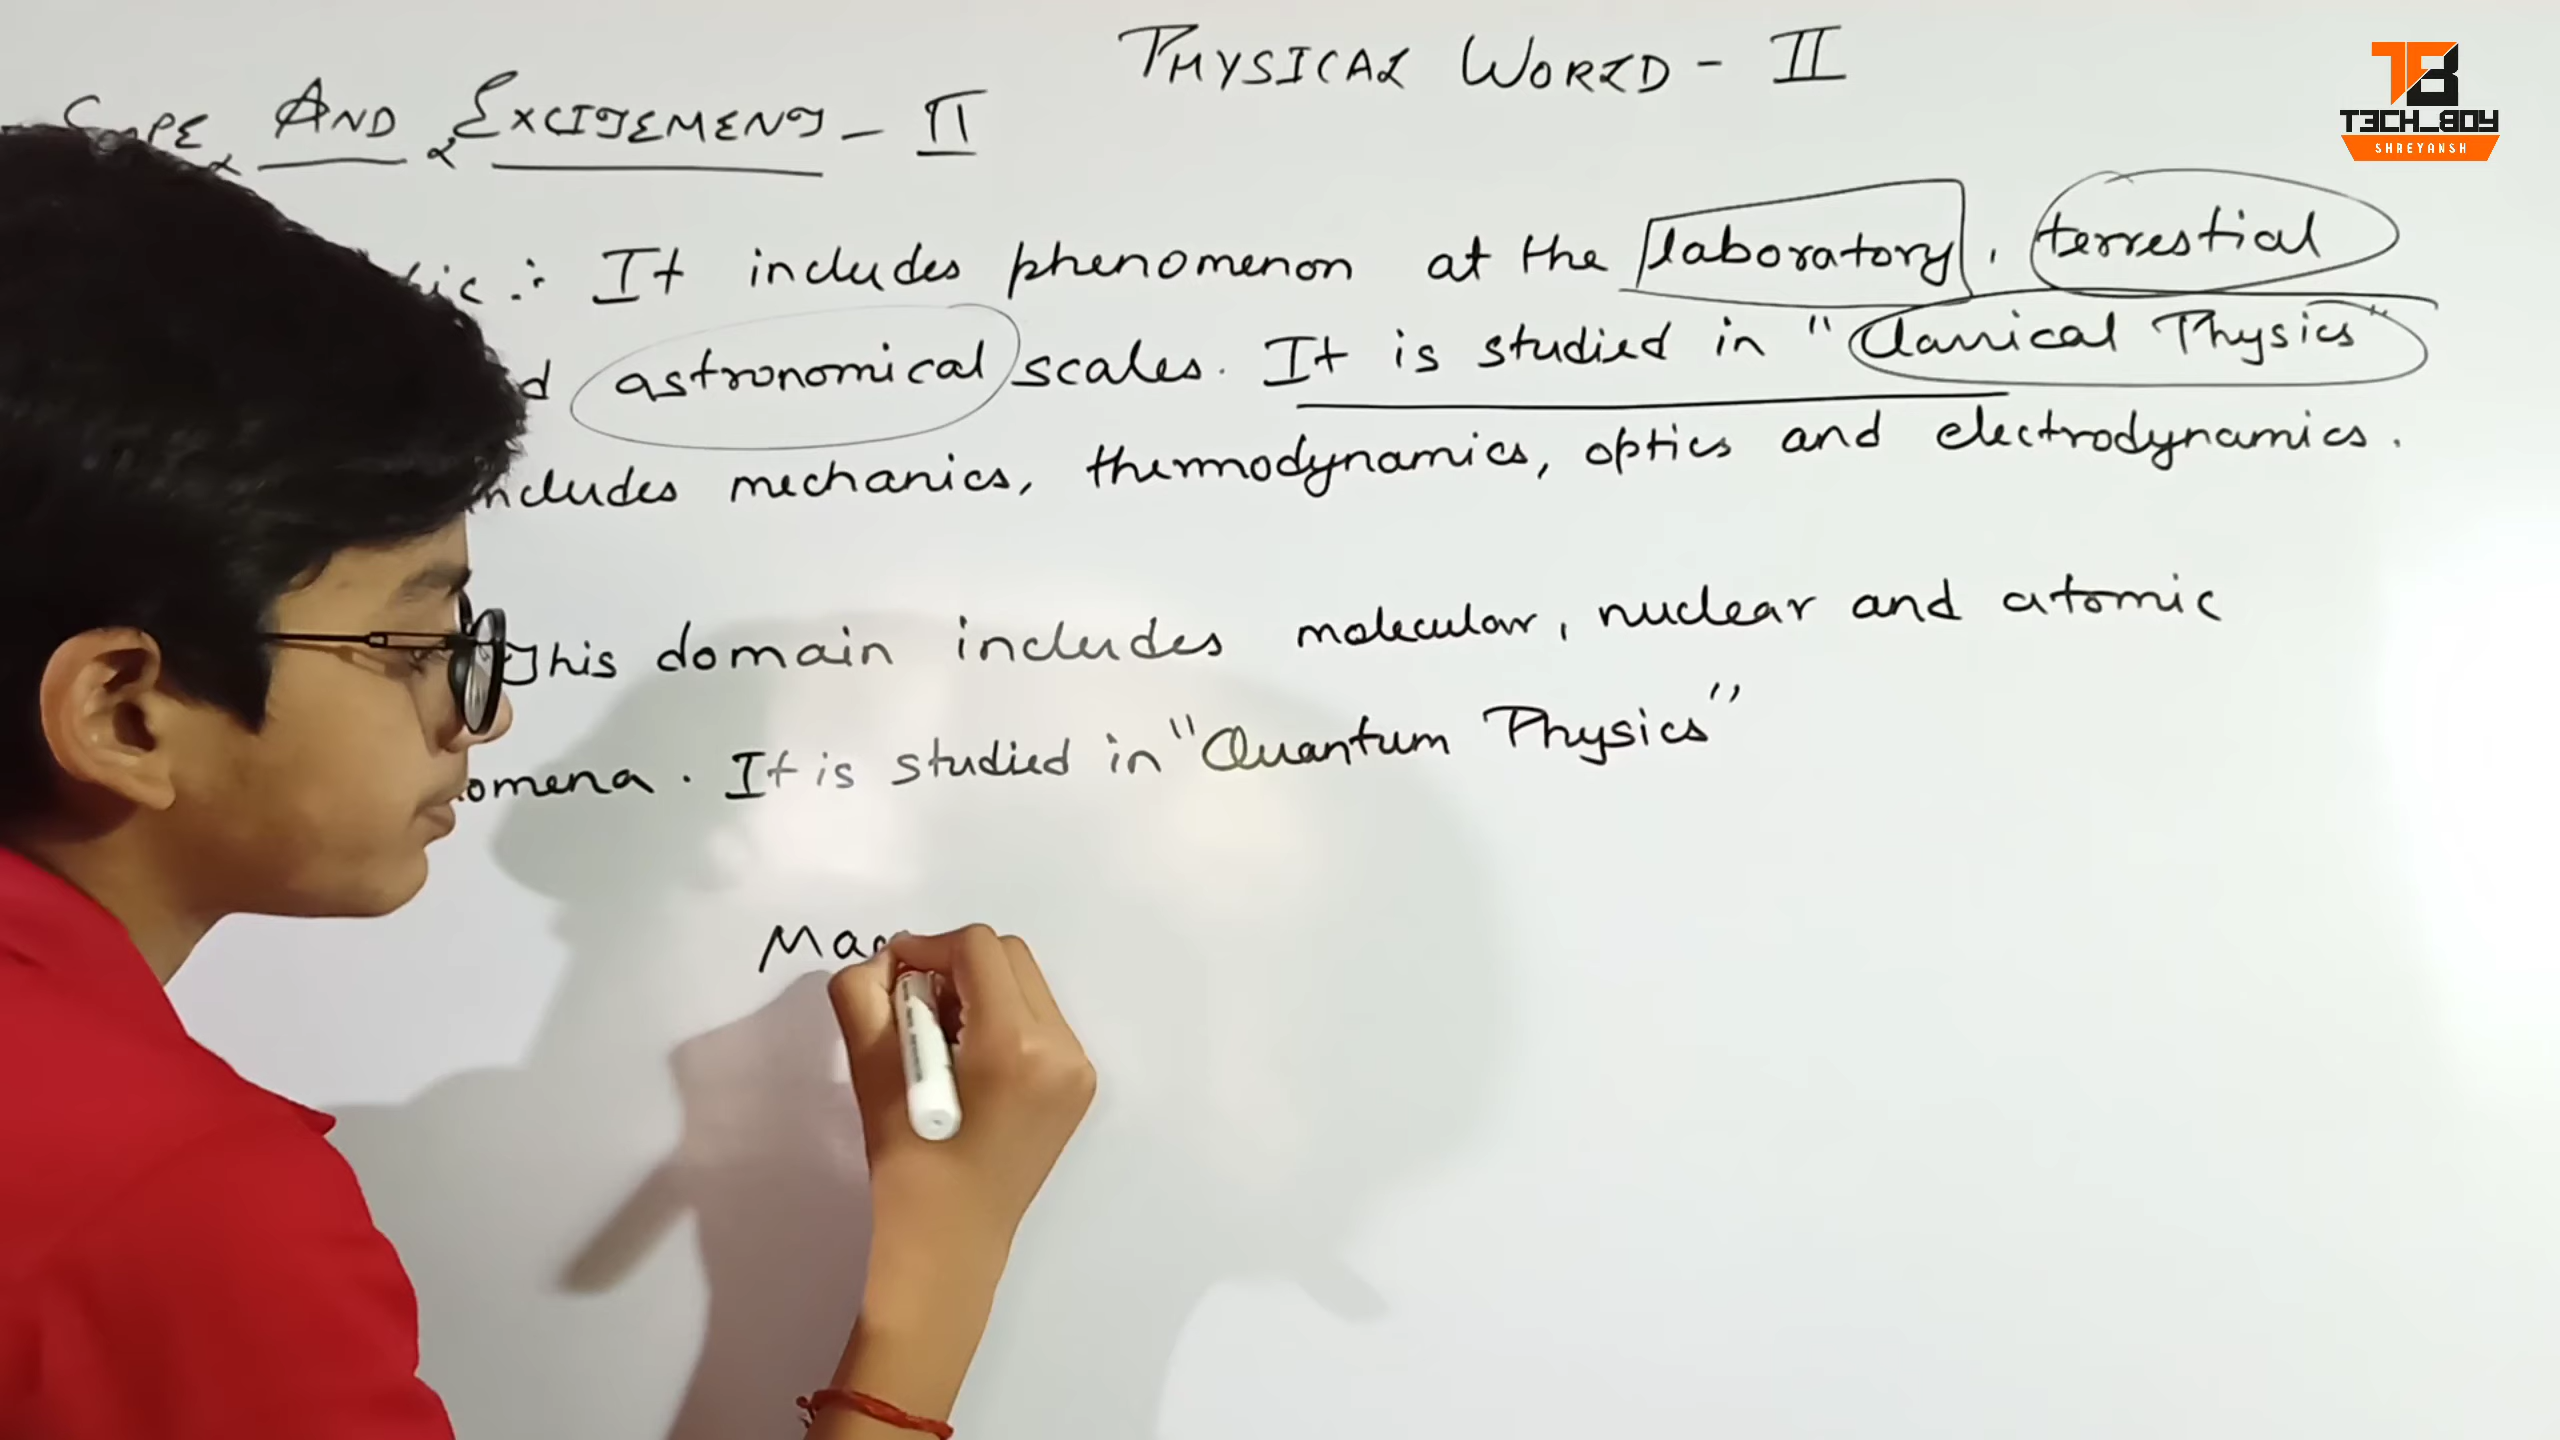 PHYSICAL WORLD - II
AND EXCITEMENT - II
It includes phenomenon at the laboratory, terrestial
astronomical scales. It is studied in "Classical Physics"
mechanics, thermodynamics, optics and electrodynamics.
This domain includes molecular, nuclear and atomic
It is studied in "Quantum Physics"
T3CH_BOY
SHREYANSH